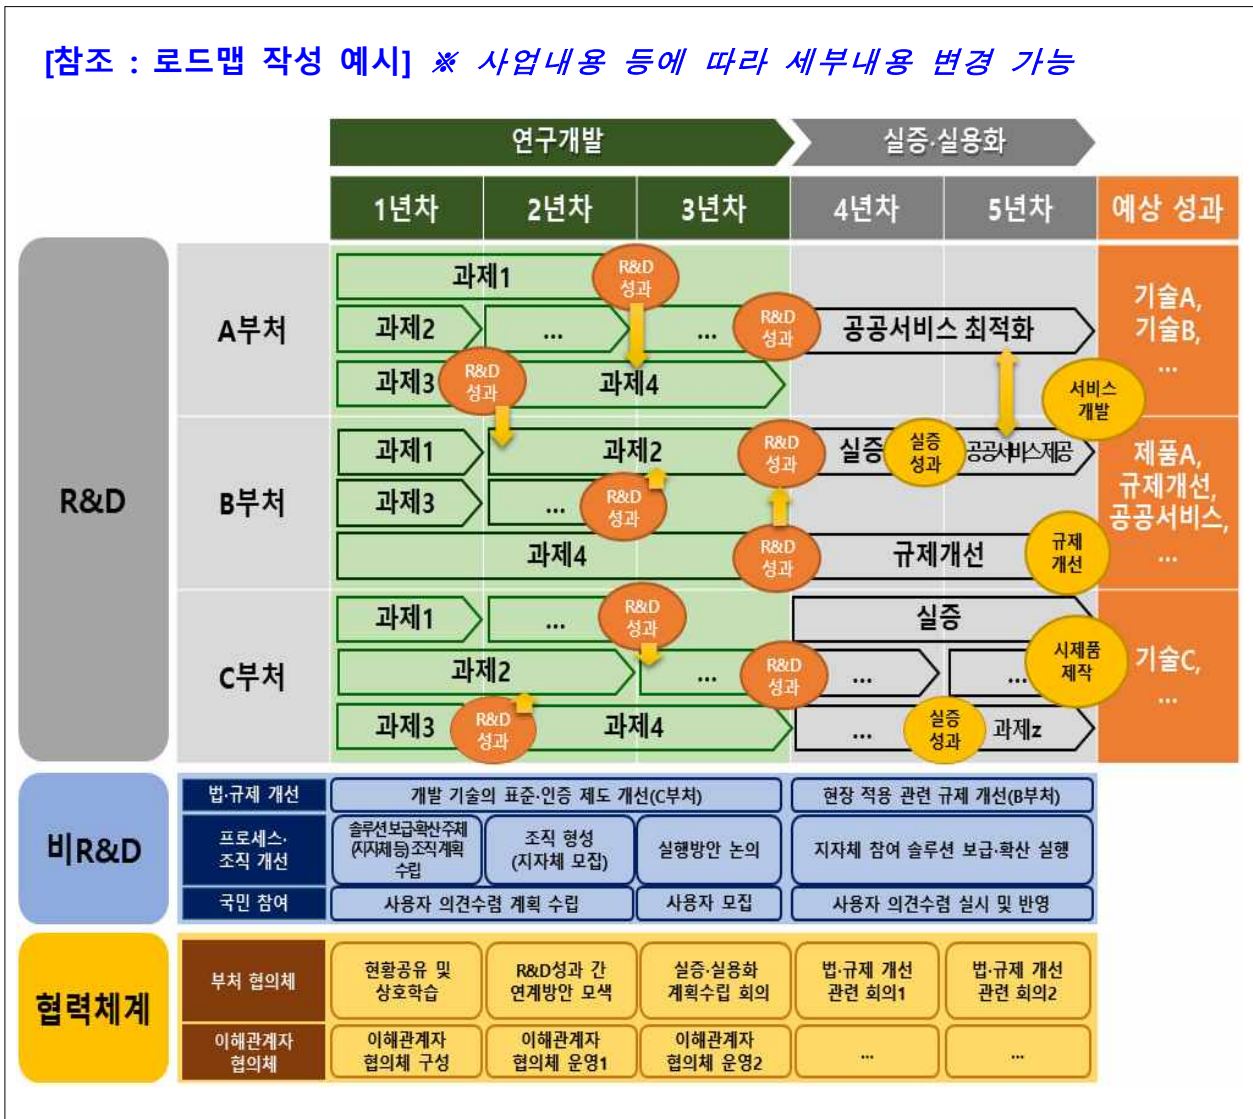 [참조 : 로드맵 작성 예시] ※ 사업내용 등에 따라 세부내용 변경 가능
연구개발
실증·실용화
1년차
2년차
3년차
4년차
5년차
예상 성과
R&D
A부처
과제1
R&D
성과
과제2
...
...
R&D
성과
공공서비스 최적화
과제3
R&D
성과
과제4
서비스
개발
기술A,
기술B,
...
B부처
과제1
과제2
R&D
성과
실증
실증
성과
공공서비스제공
과제3
...
R&D
성과
과제4
R&D
성과
규제개선
규제
개선
제품A,
규제개선,
공공서비스,
...
C부처
과제1
...
R&D
성과
실증
과제2
...
R&D
성과
...
...
시제품
제작
과제3
R&D
성과
과제4
...
실증
성과
과제z
기술C,
...
비R&D
법·규제 개선
개발 기술의 표준·인증 제도 개선(C부처)
현장 적용 관련 규제 개선(B부처)
프로세스·
조직 개선
솔루션 보급·확산 주체
(지자체 등) 조직 계획
수립
조직 형성
(지자체 모집)
실행방안 논의
지자체 참여 솔루션 보급·확산 실행
국민 참여
사용자 의견수렴 계획 수립
사용자 모집
사용자 의견수렴 실시 및 반영
협력체계
부처 협의체
현황공유 및
상호학습
R&D성과 간
연계방안 모색
실증·실용화
계획수립 회의
법·규제 개선
관련 회의1
법·규제 개선
관련 회의2
이해관계자
협의체
이해관계자
협의체 구성
이해관계자
협의체 운영1
이해관계자
협의체 운영2
...
...